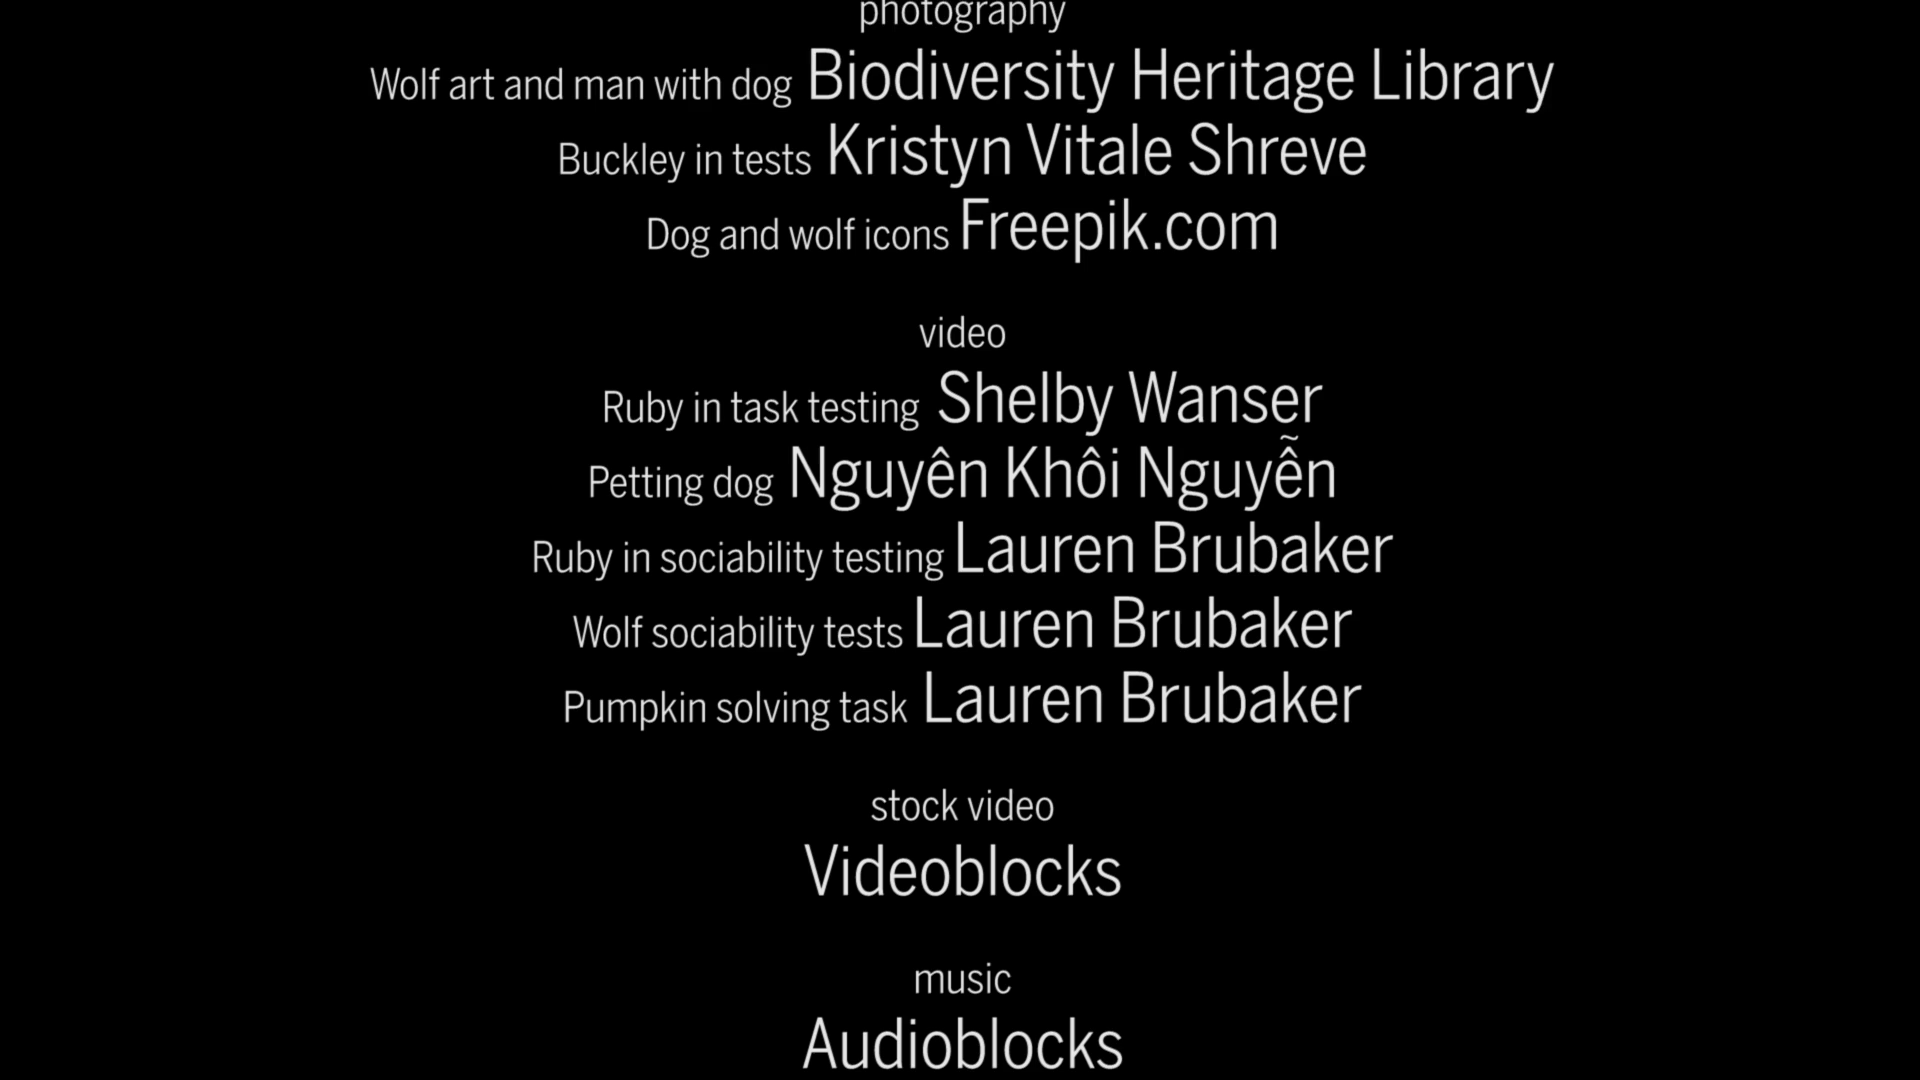 photography
Wolf art and man with dog Biodiversity Heritage Library
Buckley in tests Kristyn Vitale Shreve
Dog and wolf icons Freepik.com
video
Ruby in task testing Shelby Wanser
Petting dog Nguyên Khôi Nguyễn
Ruby in sociability testing Lauren Brubaker
Wolf sociability tests Lauren Brubaker
Pumpkin solving task Lauren Brubaker
stock video
Videoblocks
music
Audioblocks